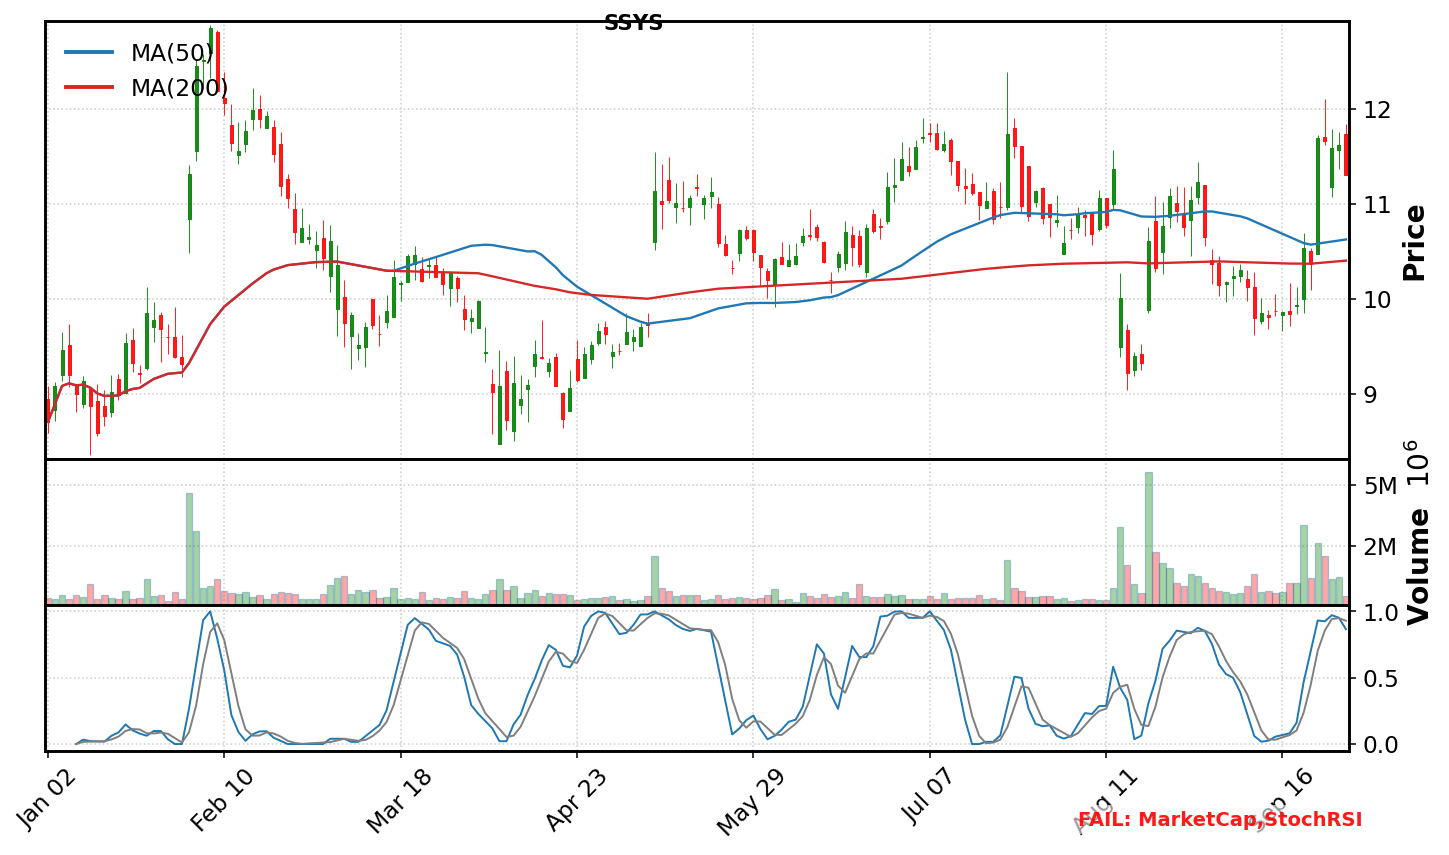 SSYS
MA(50)
MA(200)
12
11
10
9
Price
5M
2M
Volume 10^6
1.0
0.5
0.0
Jan 02
Feb 10
Mar 18
Apr 23
May 29
Jul 07
Aug 11
Sep 16
FAIL: MarketCap,StochRSI